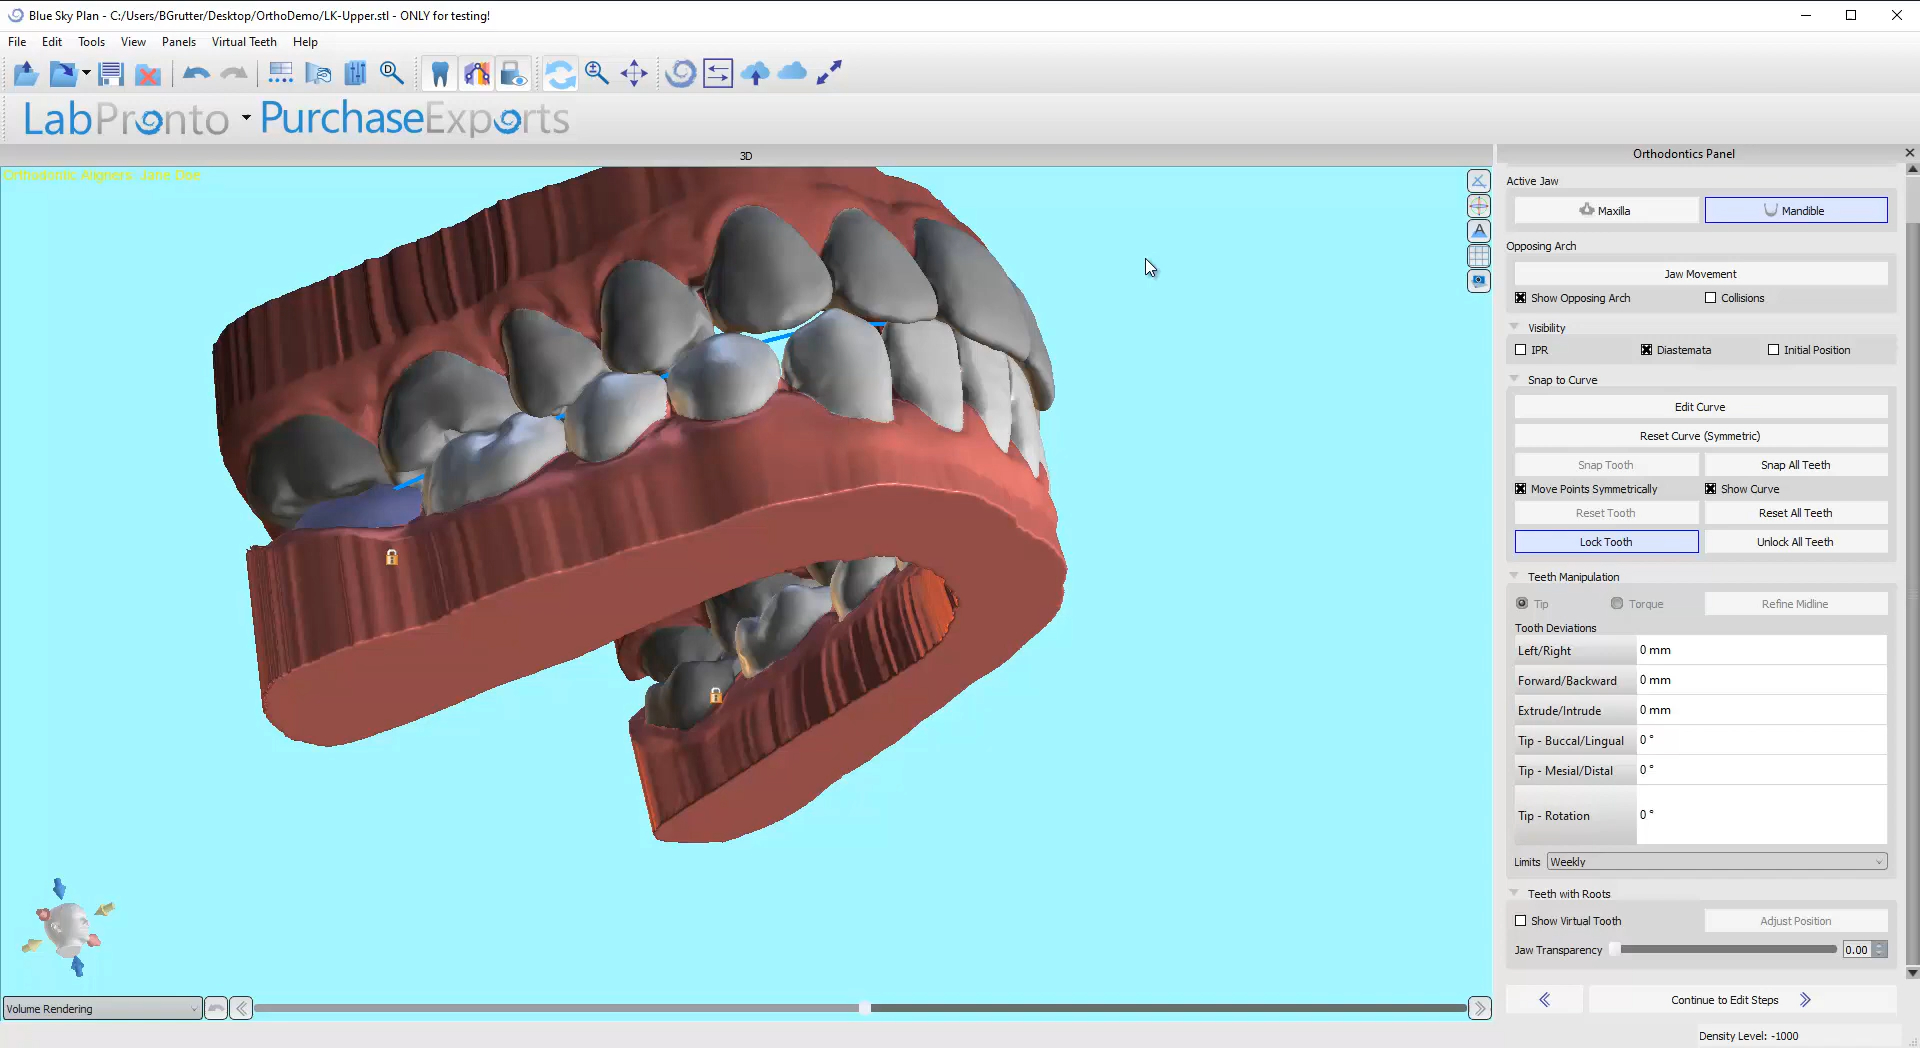 Blue Sky Plan - C:/Users/BGrutter/Desktop/OrthoDemo/LK-Upper.stl - ONLY for testing!
File Edit Tools View Panels Virtual Teeth Help
LabPronto PurchaseExports
3D
Orthodontic Aligners: Jane Doe
Orthodontics Panel
Active Jaw
Maxilla Mandible
Opposing Arch
Jaw Movement
Show Opposing Arch Collisions
Visibility
IPR Diastemata Initial Position
Snap to Curve
Edit Curve
Reset Curve (Symmetric)
Snap Tooth Snap All Teeth
Move Points Symmetrically Show Curve
Reset Tooth Reset All Teeth
Lock Tooth Unlock All Teeth
Teeth Manipulation
Tip Torque Refine Midline
Tooth Deviations
Left/Right 0 mm
Forward/Backward 0 mm
Extrude/Intrude 0 mm
Tip - Buccal/Lingual 0 °
Tip - Mesial/Distal 0 °
Tip - Rotation 0 °
Limits Weekly
Teeth with Roots
Show Virtual Tooth Adjust Position
Jaw Transparency 0.00
Volume Rendering
Continue to Edit Steps
Density Level: -1000